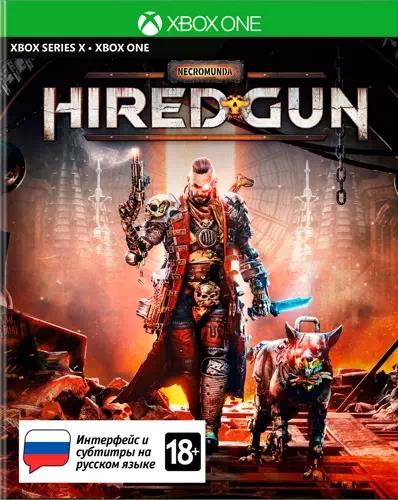 XBOX ONE
XBOX SERIES X • XBOX ONE
NECROMUNDA
HIRED GUN
Интерфейс и
субтитры на
русском языке
18+